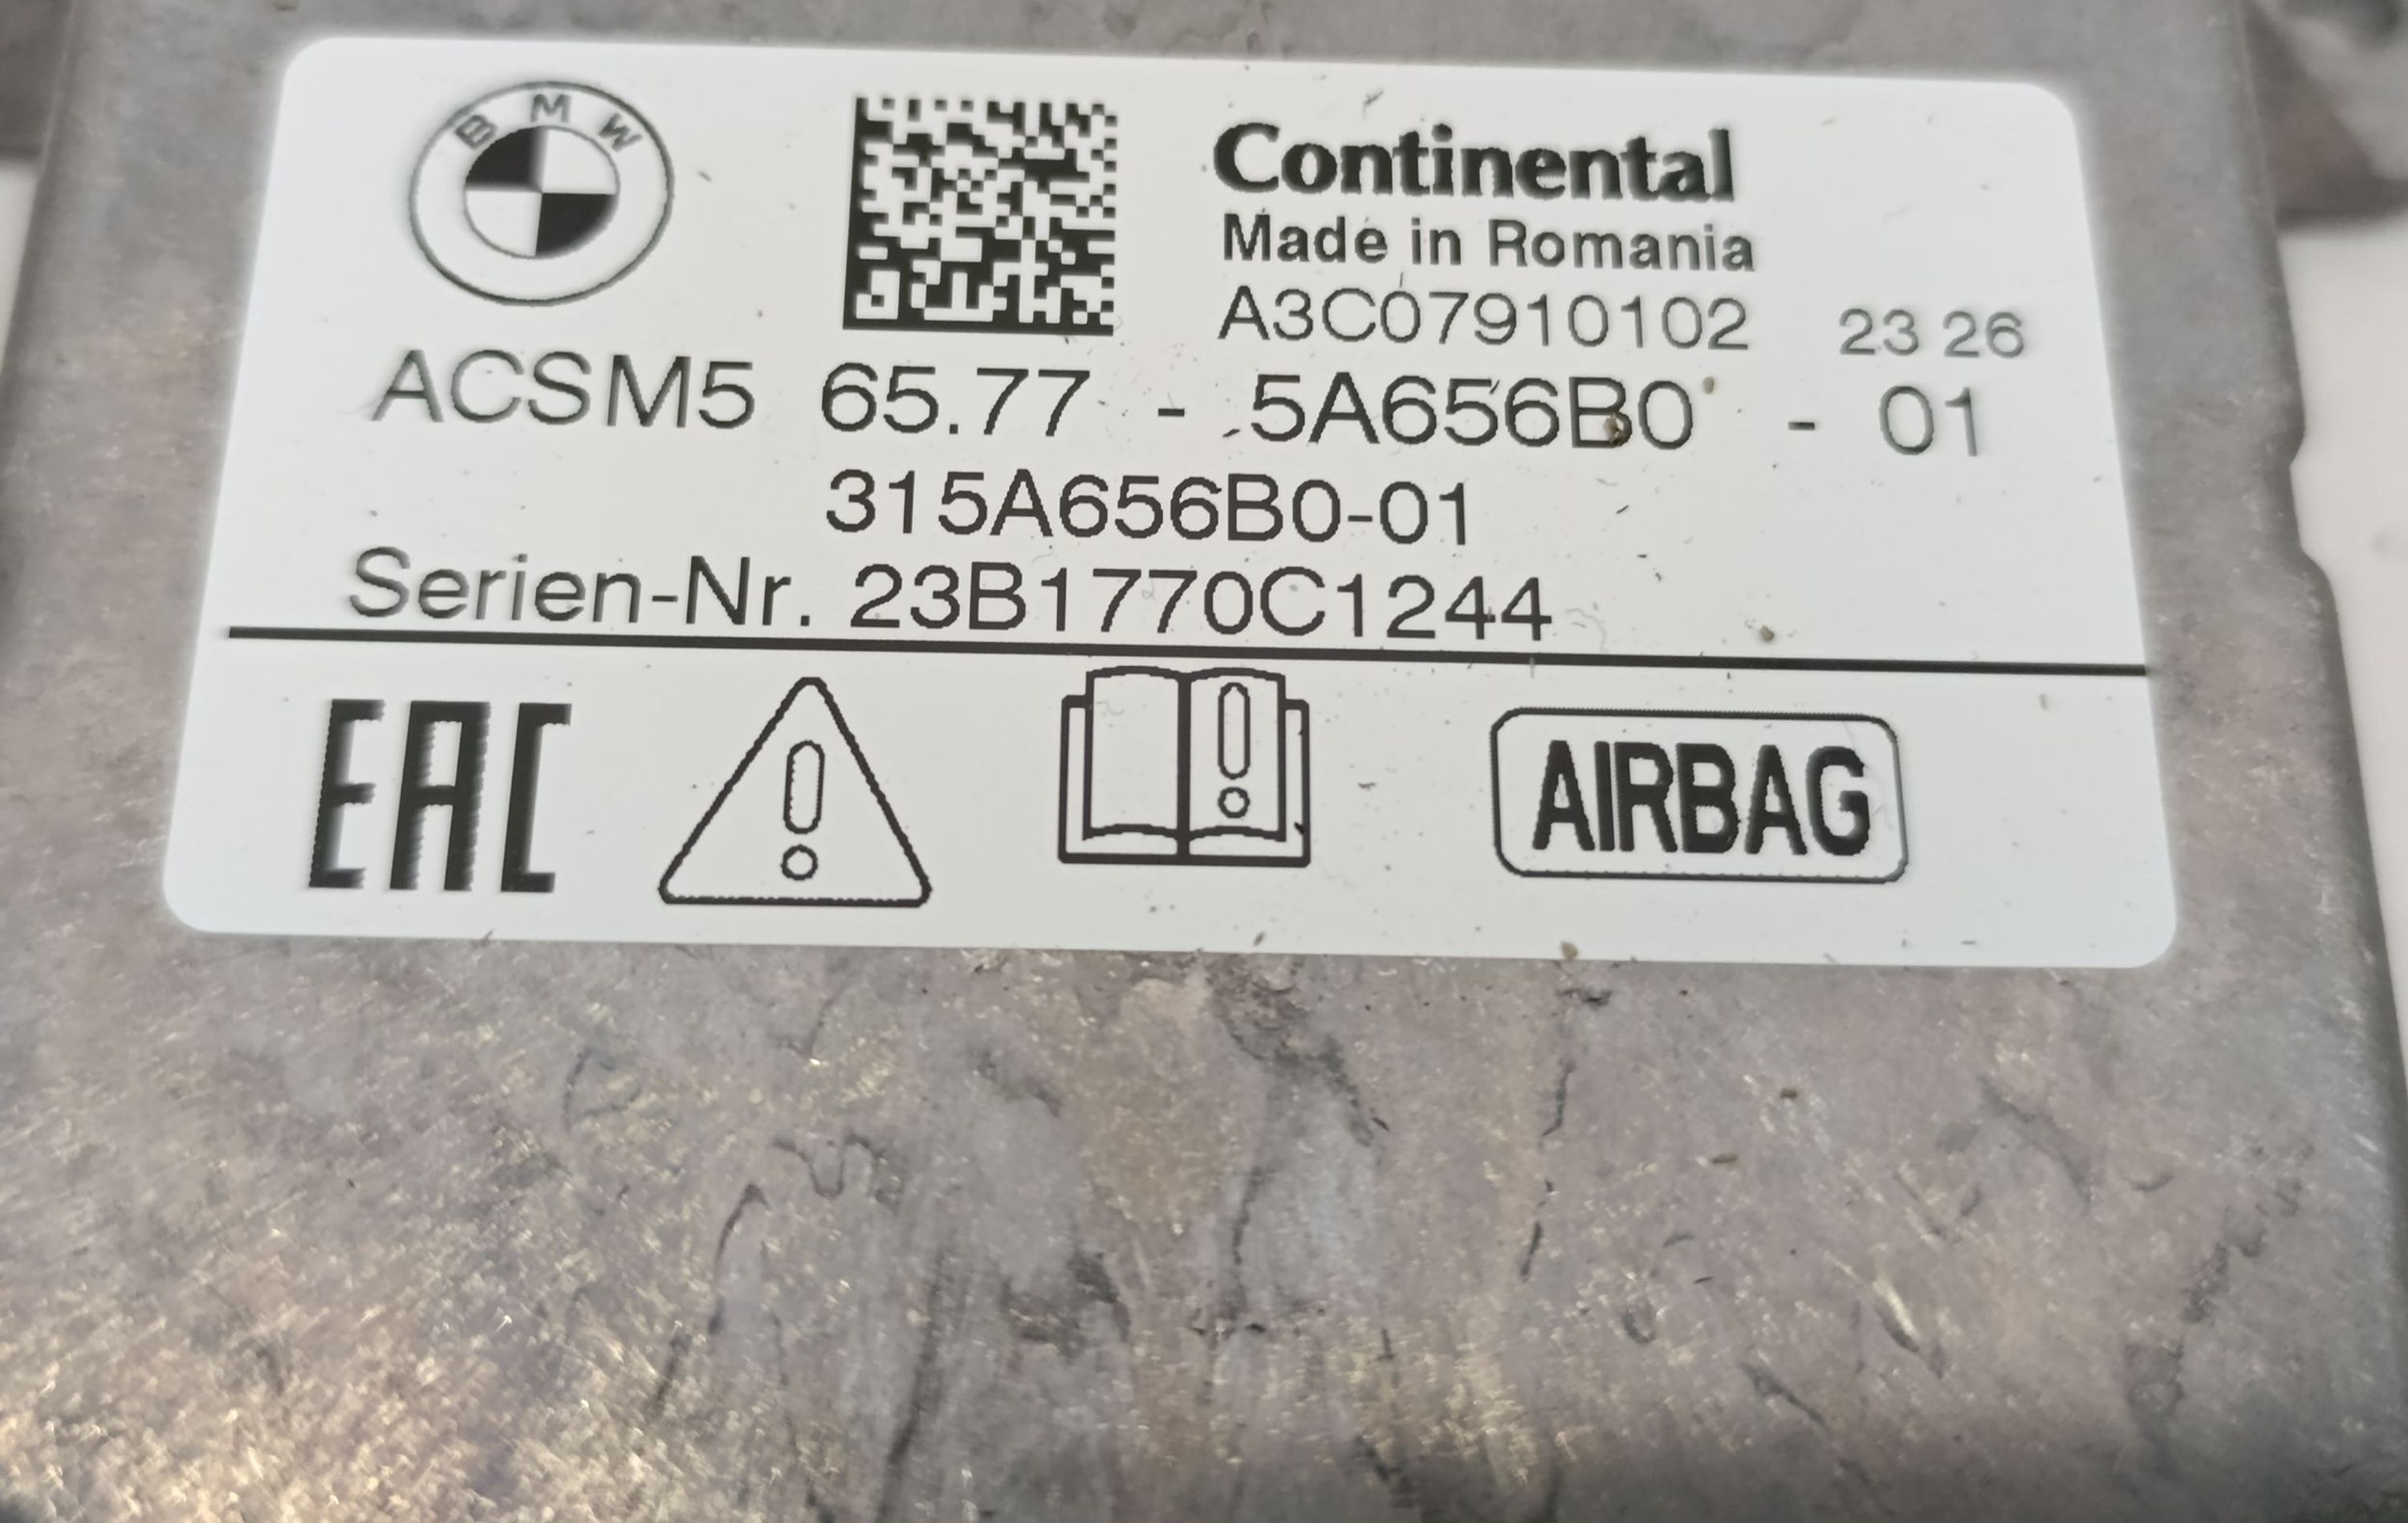 BMW
Continental
Made in Romania
A3C07910102 23 26
ACSM5 65.77 - 5A656B0 - 01
315A656B0-01
Serien-Nr. 23B1770C1244
EAC
AIRBAG